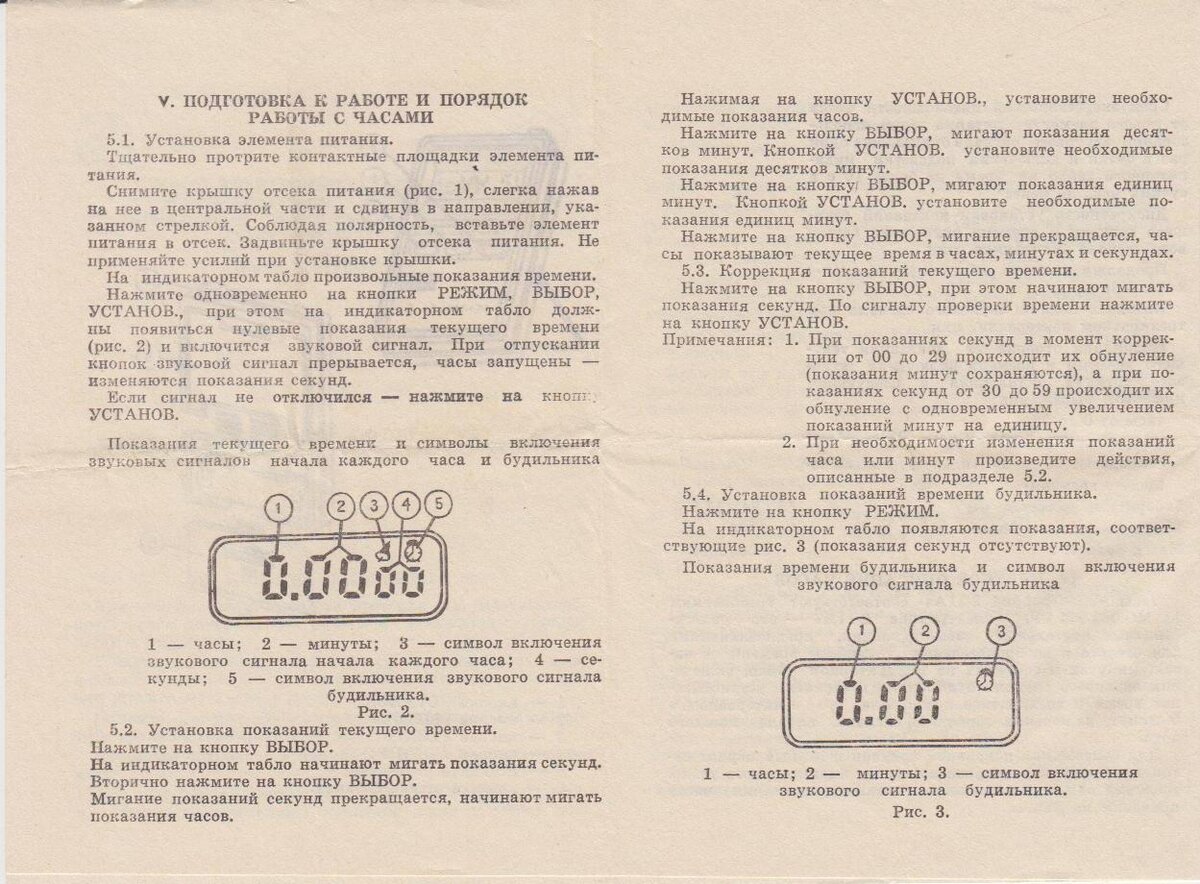 V. ПОДГОТОВКА К РАБОТЕ И ПОРЯДОК
РАБОТЫ С ЧАСАМИ
5.1. Установка элемента питания.
Тщательно протрите контактные площадки элемента пи-
тания.
Снимите крышку отсека питания (рис. 1), слегка нажав
на нее в центральной части и сдвинув в направлении, ука-
занном стрелкой. Соблюдая полярность, вставьте элемент
питания в отсек. Задвиньте крышку отсека питания. Не
применяйте усилий при установке крышки.
На индикаторном табло произвольные показания времени.
Нажмите одновременно на кнопки РЕЖИМ, ВЫБОР,
УСТАНОВ., при этом на индикаторном табло долж-
ны появиться нулевые показания текущего времени
(рис. 2) и включится звуковой сигнал. При отпускании
кнопок звуковой сигнал прерывается, часы запущены —
изменяются показания секунд.
Если сигнал не отключился — нажмите на кнопку
УСТАНОВ.
Показания текущего времени и символы включения
звуковых сигналов начала каждого часа и будильника
1 2 3 4 5
0.00 00
1 — часы; 2 — минуты; 3 — символ включения
звукового сигнала начала каждого часа; 4 — се-
кунды; 5 — символ включения звукового сигнала
будильника.
Рис. 2.
5.2. Установка показаний текущего времени.
Нажмите на кнопку ВЫБОР.
На индикаторном табло начинают мигать показания секунд.
Вторично нажмите на кнопку ВЫБОР.
Мигание показаний секунд прекращается, начинают мигать
показания часов.
Нажимая на кнопку УСТАНОВ., установите необхо-
димые показания часов.
Нажмите на кнопку ВЫБОР, мигают показания десят-
ков минут. Кнопкой УСТАНОВ. установите необходимые
показания десятков минут.
Нажмите на кнопку ВЫБОР, мигают показания единиц
минут. Кнопкой УСТАНОВ. установите необходимые по-
казания единиц минут.
Нажмите на кнопку ВЫБОР, мигание прекращается, ча-
сы показывают текущее время в часах, минутах и секундах.
5.3. Коррекция показаний текущего времени.
Нажмите на кнопку ВЫБОР, при этом начинают мигать
показания секунд. По сигналу проверки времени нажмите
на кнопку УСТАНОВ.
Примечания: 1. При показаниях секунд в момент коррек-
ции от 00 до 29 происходит их обнуление
(показания минут сохраняются), а при по-
казаниях секунд от 30 до 59 происходит их
обнуление с одновременным увеличением
показаний минут на единицу.
2. При необходимости изменения показаний
часа или минут произведите действия,
описанные в подразделе 5.2.
5.4. Установка показаний времени будильника.
Нажмите на кнопку РЕЖИМ.
На индикаторном табло появляются показания, соответ-
ствующие рис. 3 (показания секунд отсутствуют).
Показания времени будильника и символ включения
звукового сигнала будильника
1 2 3
0.00
1 — часы; 2 — минуты; 3 — символ включения
звукового сигнала будильника.
Рис. 3.